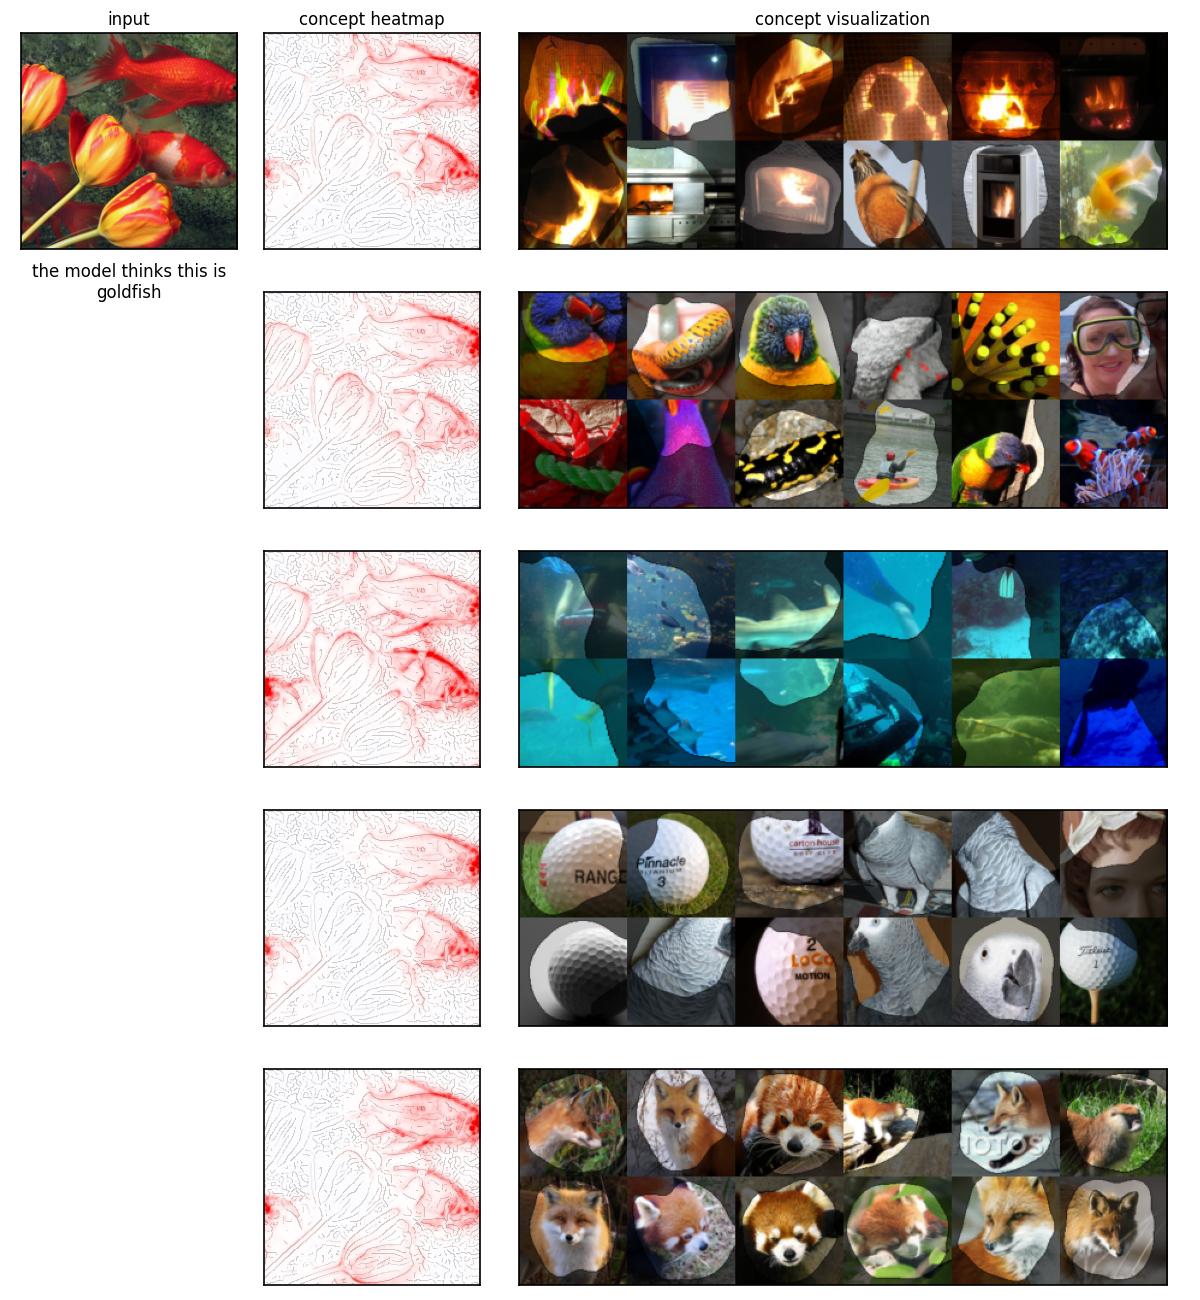 input
concept heatmap
concept visualization
the model thinks this is
goldfish
RANGE
Pinnacle
TITANIUM
3
carton house
GOLF CLUB
2
LOCO
MOTION
Titleist
1
HOTOS